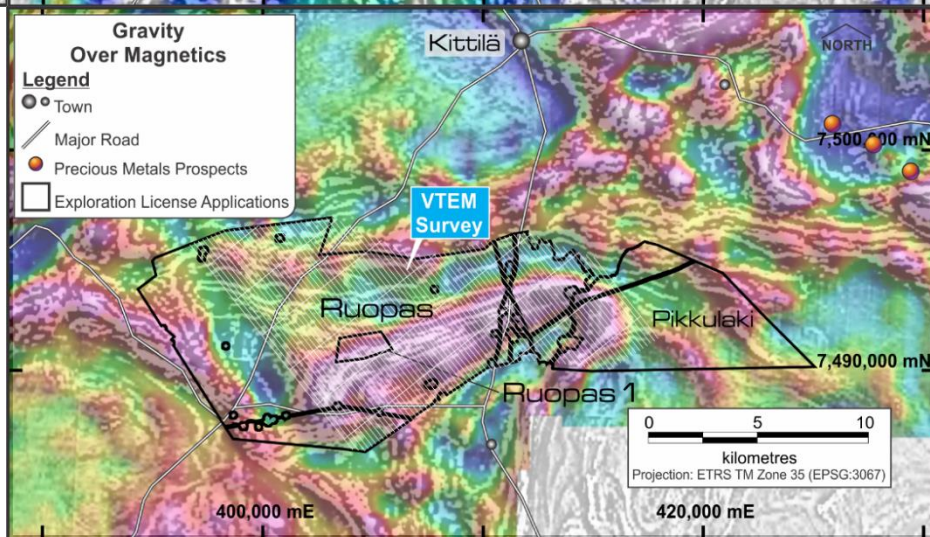 Gravity
Over Magnetics
Legend
Town
Major Road
Precious Metals Prospects
Exploration License Applications
Kittilä
NORTH
7,500,000 mN
VTEM
Survey
Ruopas
Pikkulaki
7,490,000 mN
Ruopas 1
0 5 10
kilometres
Projection: ETRS TM Zone 35 (EPSG:3067)
400,000 mE
420,000 mE